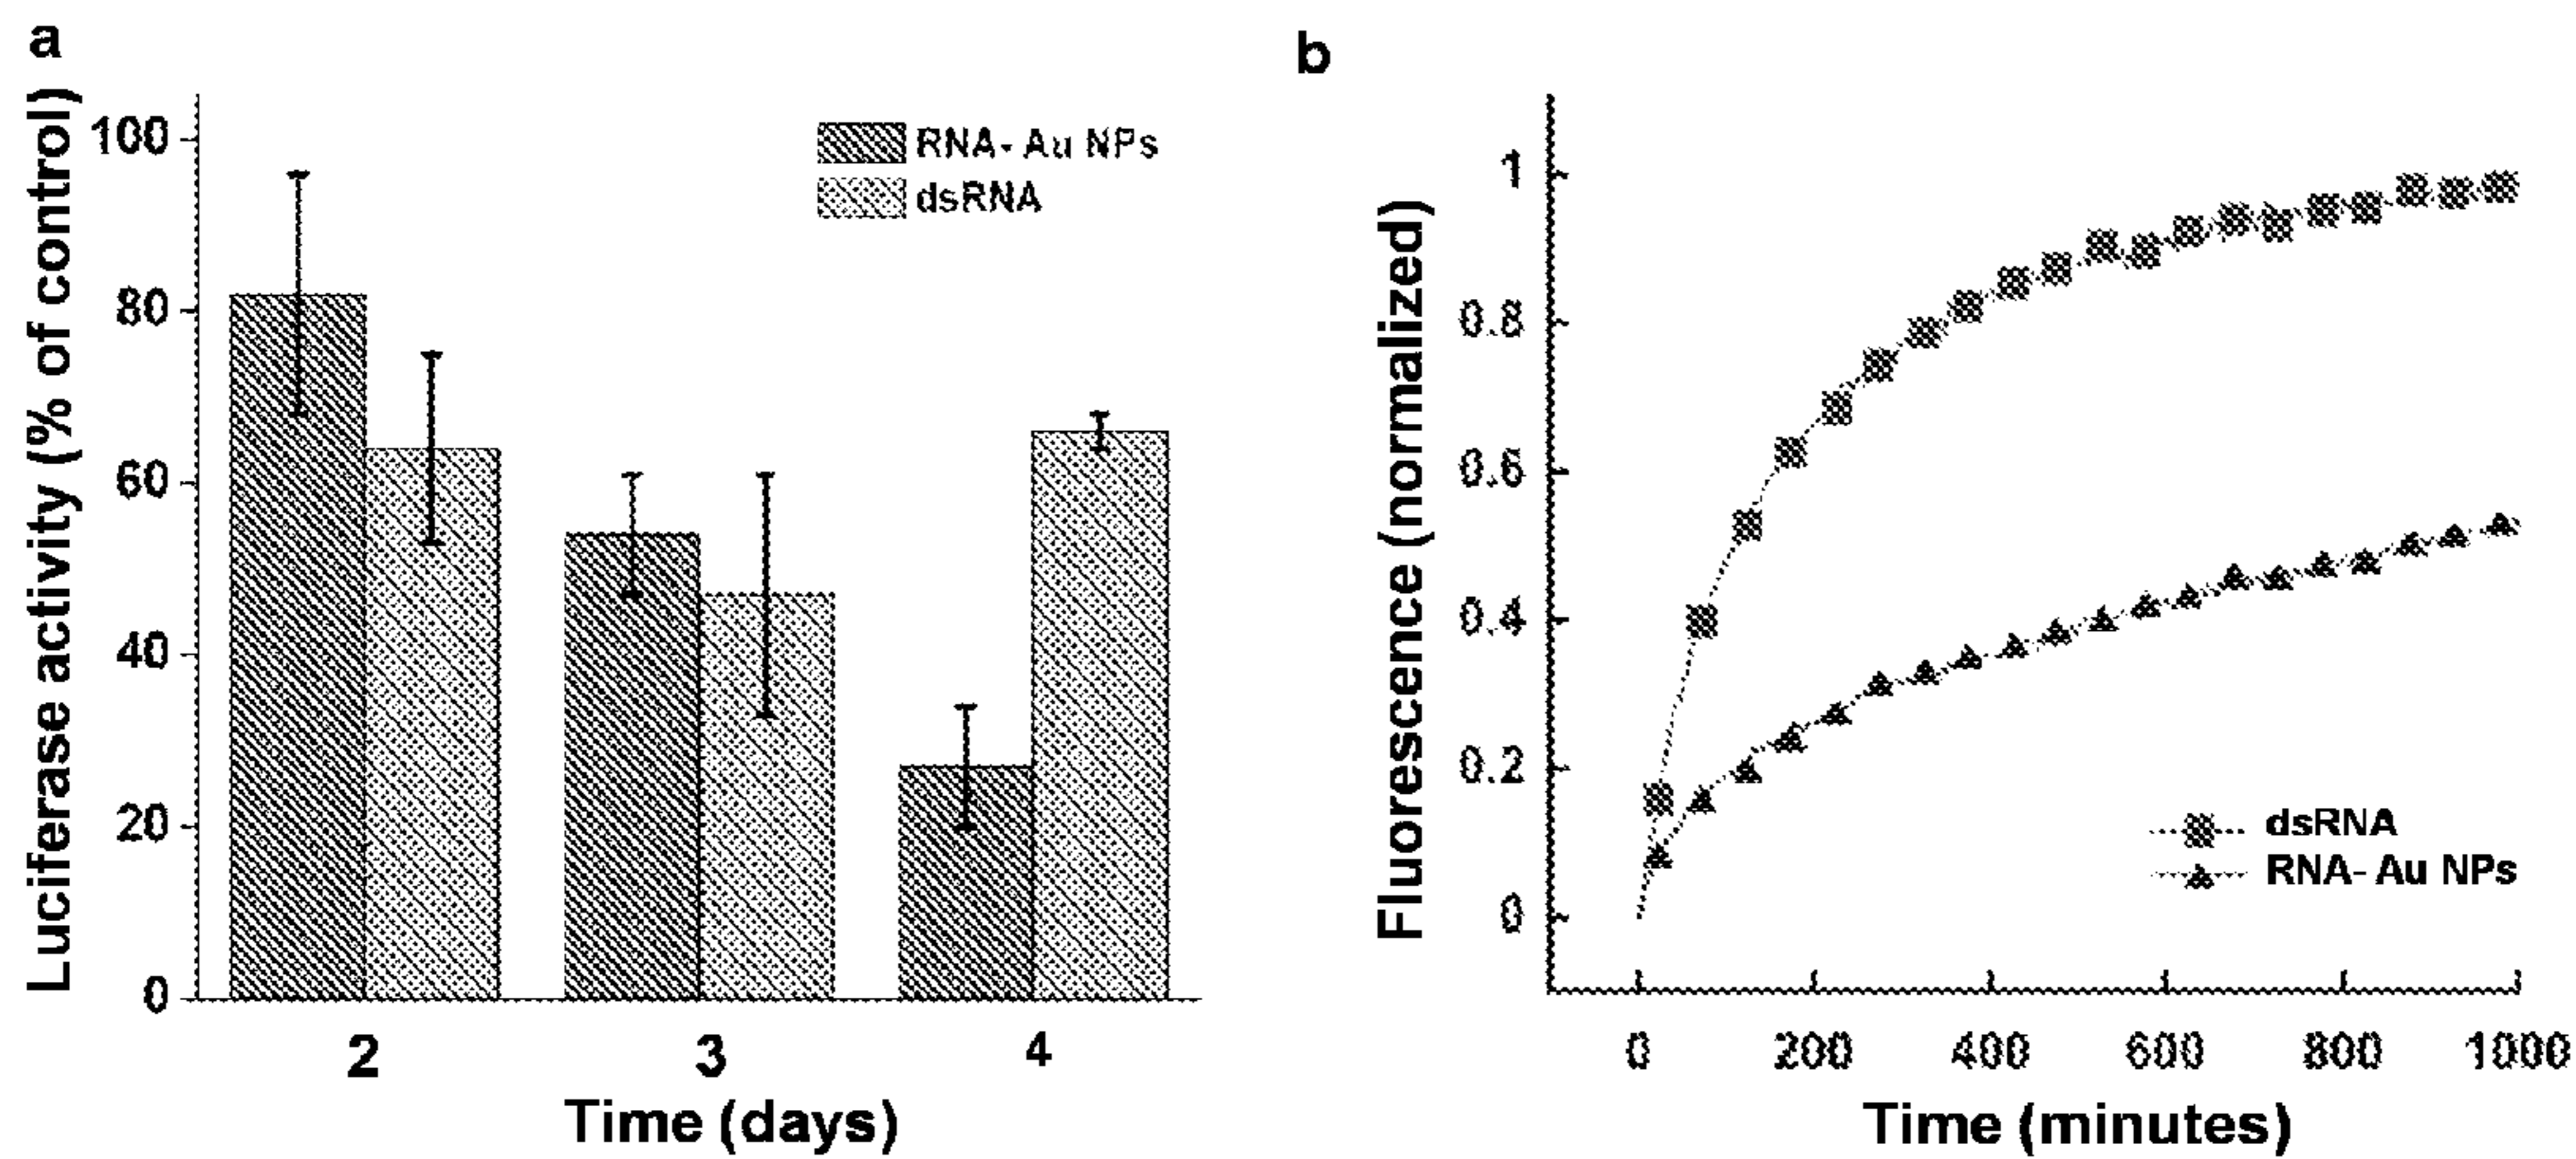 a
Luciferase activity (% of control)
100
80
60
40
20
0
RNA- Au NPs
dsRNA
2 3 4
Time (days)
b
Fluorescence (normalized)
1
0.8
0.6
0.4
0.2
0
dsRNA
RNA- Au NPs
0 200 400 600 800 1000
Time (minutes)